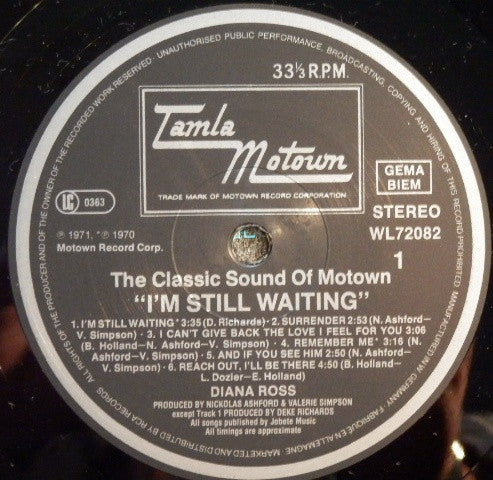 ALL RIGHTS OF THE PRODUCER AND OF THE OWNER OF THE RECORDED WORK RESERVED · UNAUTHORISED PUBLIC PERFORMANCE, BROADCASTING, COPYING AND HIRING OF THIS RECORD PROHIBITED
33⅓ R.P.M.
Tamla
Motown
TRADE MARK OF MOTOWN RECORD CORPORATION
LC 0363
GEMA
BIEM
℗ 1971, *℗ 1970
Motown Record Corp.
STEREO
WL72082
1
The Classic Sound Of Motown
"I'M STILL WAITING"
1. I'M STILL WAITING* 3:35 (D. Richards) 2. SURRENDER 2:53 (N. Ashford-
V. Simpson) 3. I CAN'T GIVE BACK THE LOVE I FEEL FOR YOU 3:06
(B. Holland-N. Ashford-V. Simpson) 4. REMEMBER ME* 3:16 (N.
Ashford-V. Simpson) 5. AND IF YOU SEE HIM 2:50 (N. Ashford-
V. Simpson) 6. REACH OUT, I'LL BE THERE 4:50 (B. Holland-
L. Dozier-E. Holland)
DIANA ROSS
PRODUCED BY NICKOLAS ASHFORD & VALERIE SIMPSON
except Track 1 PRODUCED BY DEKE RICHARDS
All songs published by Jobete Music
All timings are approximate
MARKETED AND DISTRIBUTED BY RCA RECORDS. ALL MANUFACTURED IN W. GERMANY. FABRIQUE EN ALLEMAGNE.